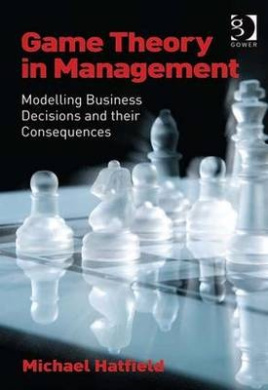 GOWER
Game Theory
in Management
Modelling Business
Decisions and their
Consequences
Michael Hatfield